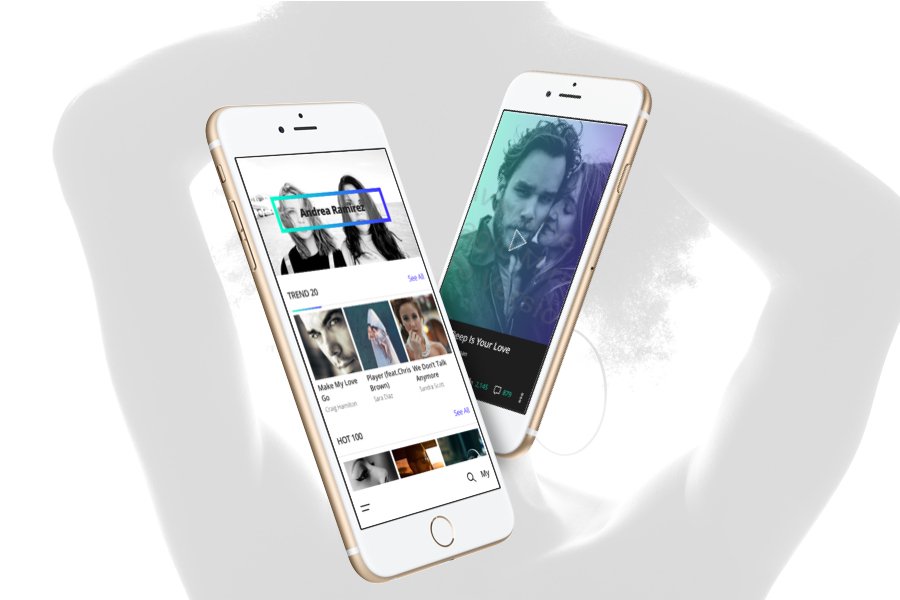 Andrea Ramirez
See All
TREND 20
Make My Love
Go
Craig Hamilton
Player (feat.Chris
Brown)
Sara Diaz
We Don't Talk
Anymore
Sandra Scott
See All
HOT 100
My
eep Is Your Love
2,145
879